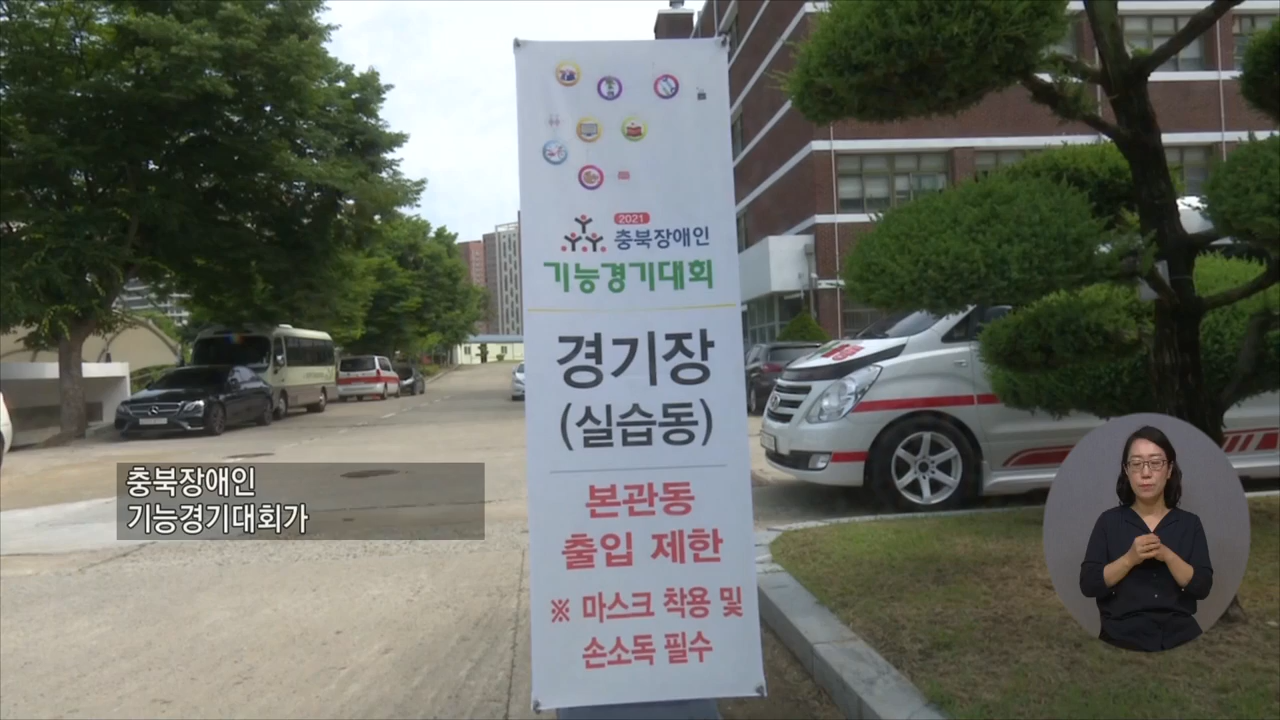 2021
충북장애인
기능경기대회
경기장
(실습동)
본관동
출입 제한
※ 마스크 착용 및
손소독 필수
충북장애인
기능경기대회가